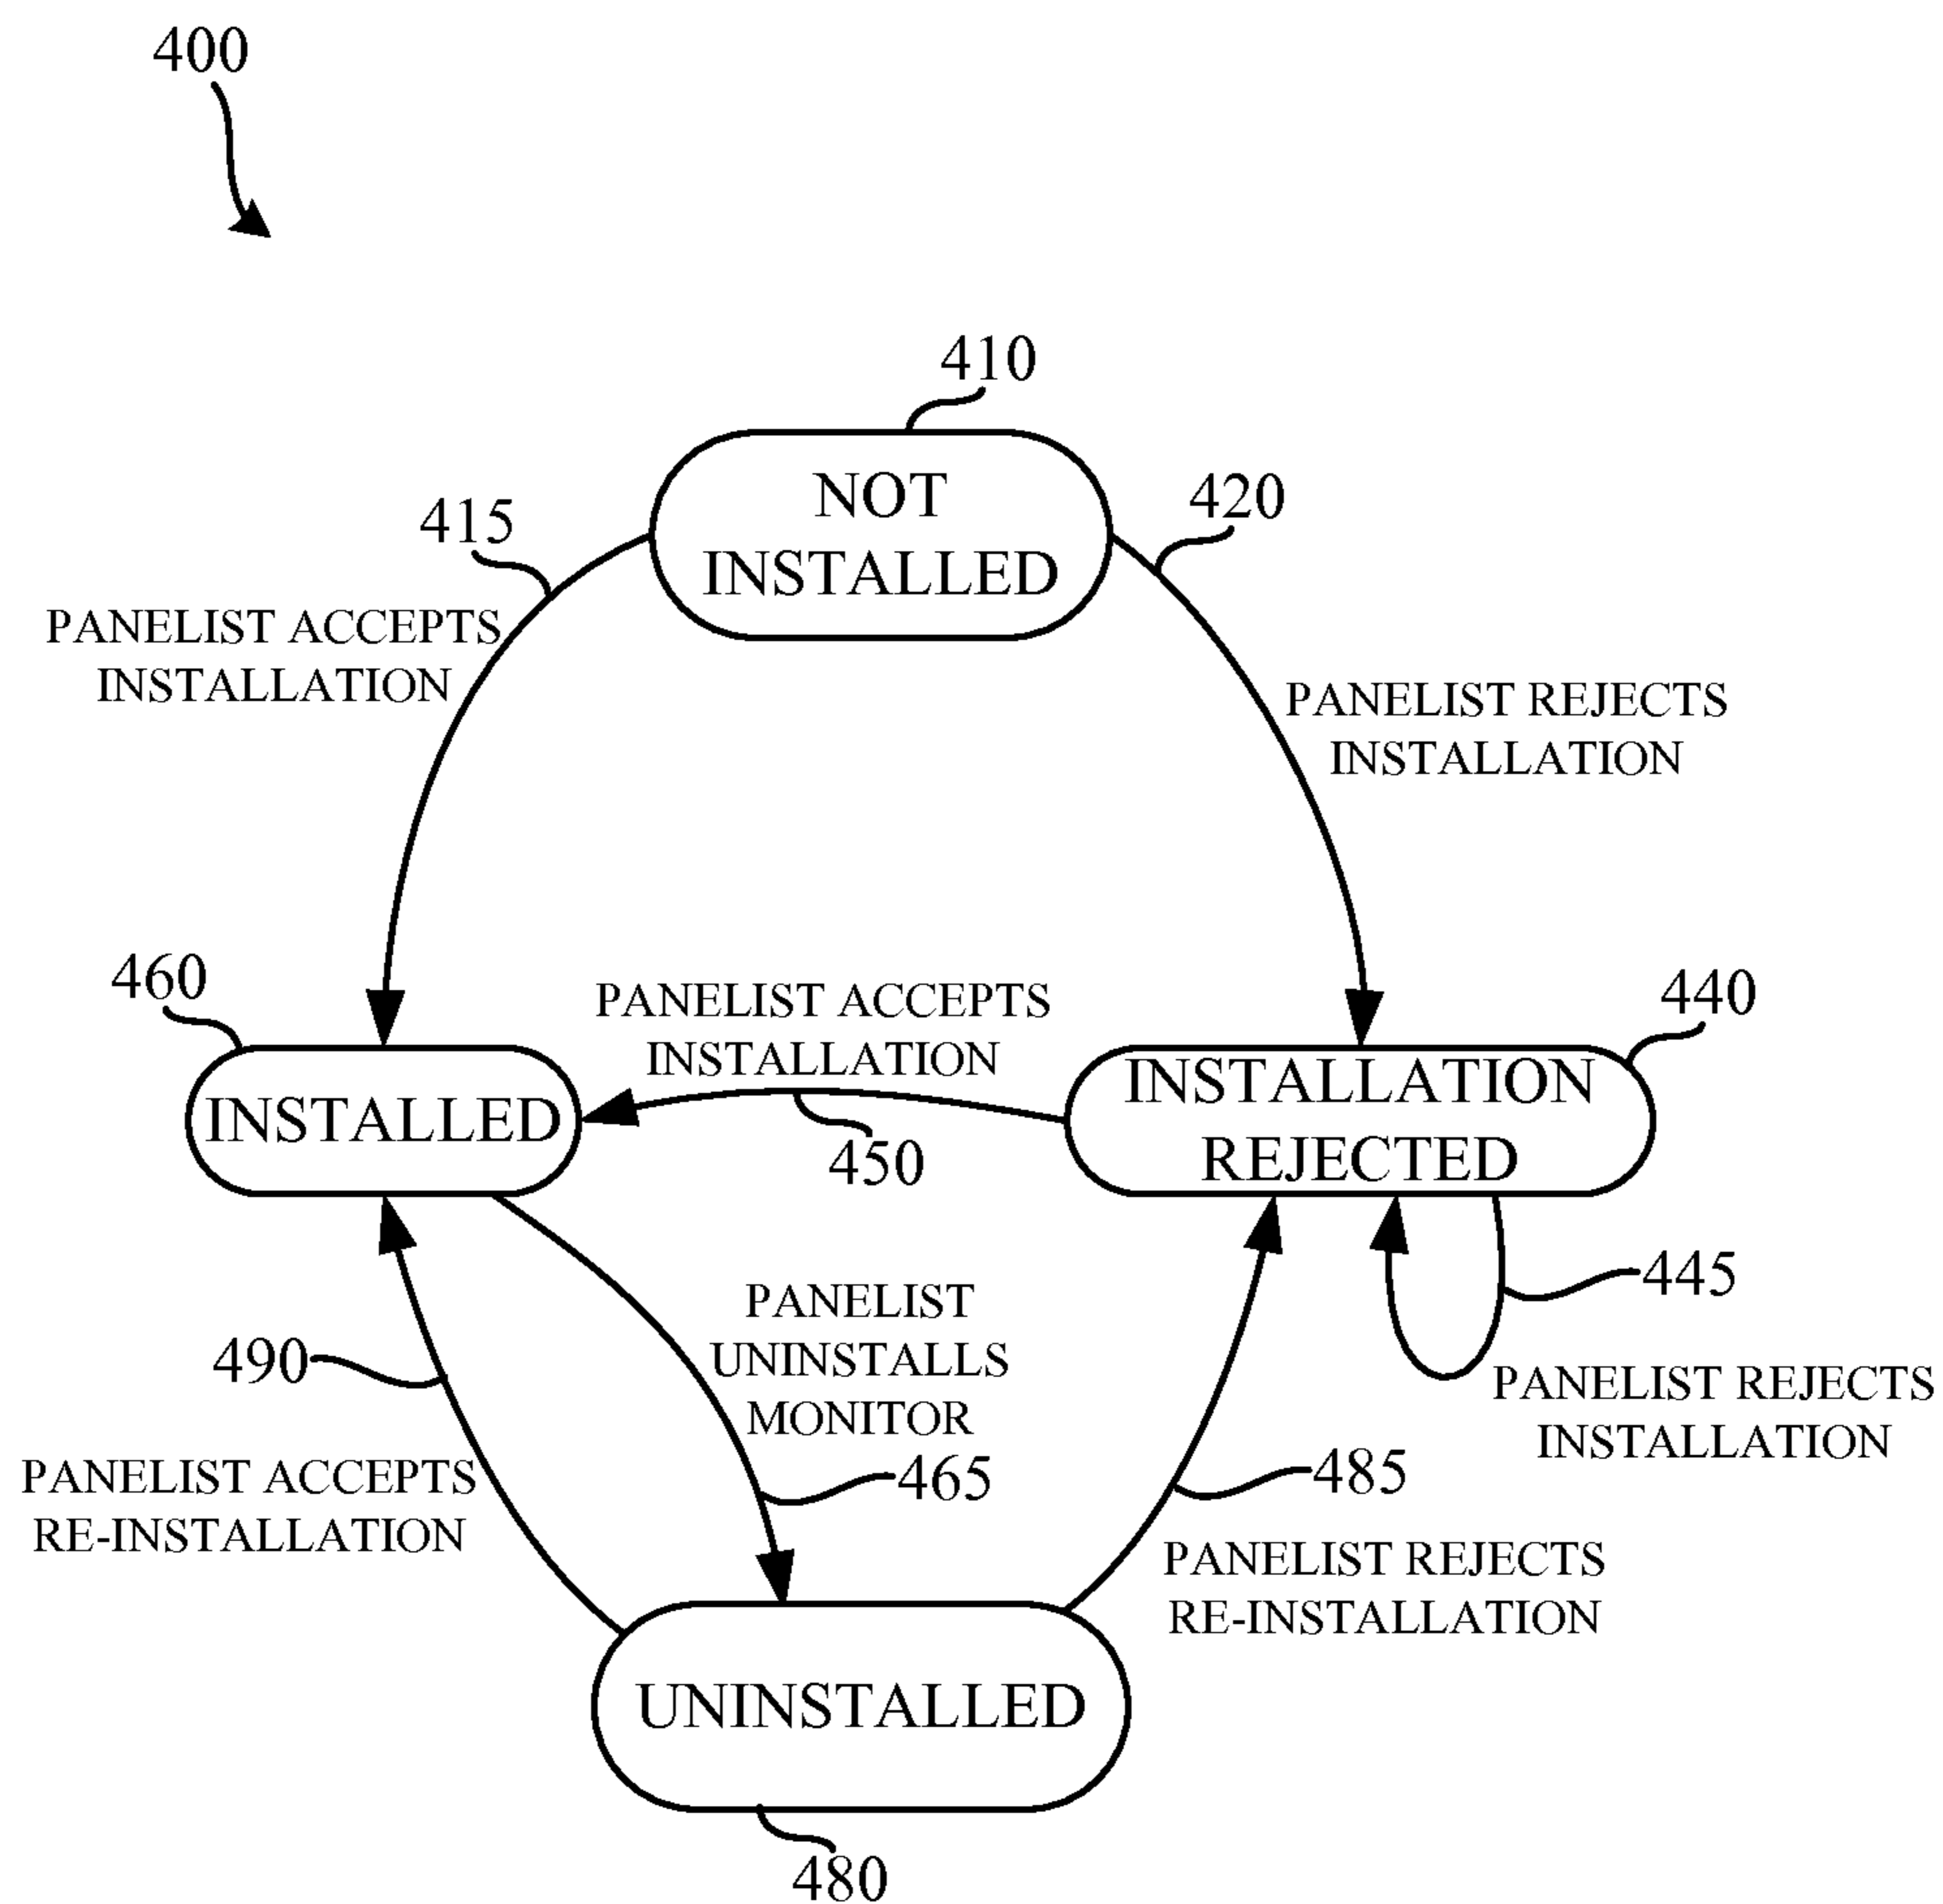 400
410
NOT
INSTALLED
415
420
PANELIST ACCEPTS
INSTALLATION
PANELIST REJECTS
INSTALLATION
460
PANELIST ACCEPTS
INSTALLATION
440
INSTALLED
450
INSTALLATION
REJECTED
445
PANELIST REJECTS
INSTALLATION
490
PANELIST ACCEPTS
RE-INSTALLATION
PANELIST
UNINSTALLS
MONITOR
465
485
PANELIST REJECTS
RE-INSTALLATION
UNINSTALLED
480